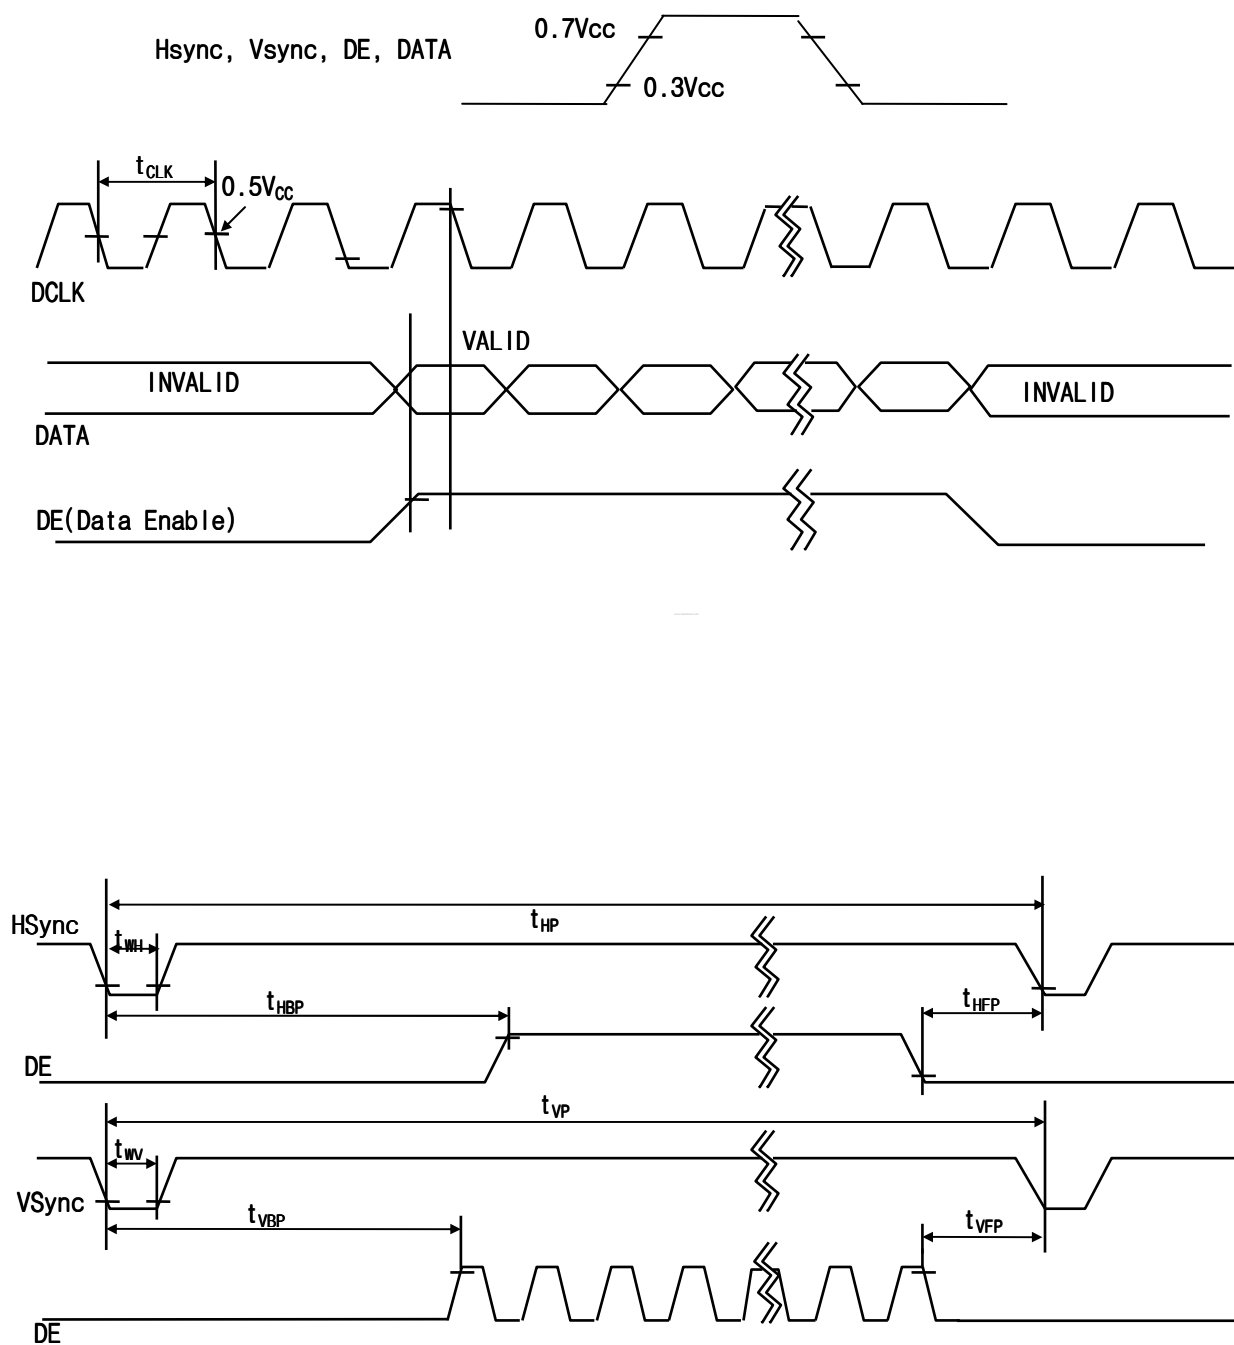 0.7Vcc
Hsync, Vsync, DE, DATA
0.3Vcc
tCLK
0.5VCC
DCLK
VALID
INVALID
INVALID
DATA
DE(Data Enable)
HSync
tHP
tWH
tHBP
tHFP
DE
tVP
tWV
VSync
tVBP
tVFP
DE